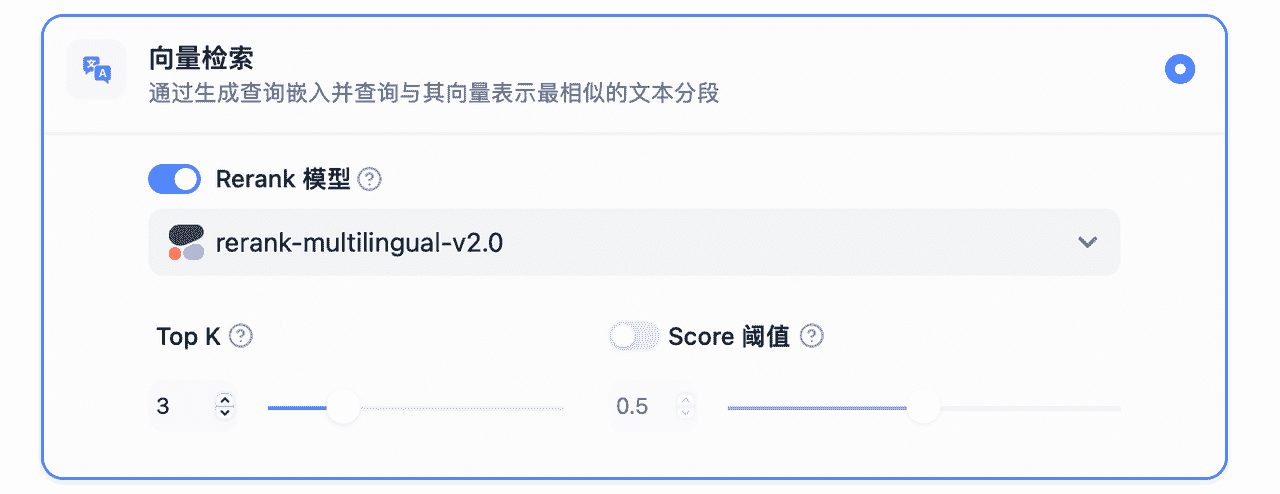 向量检索
通过生成查询嵌入并查询与其向量表示最相似的文本分段
Rerank 模型 ?
rerank-multilingual-v2.0
Top K ?
Score 阈值 ?
3
0.5